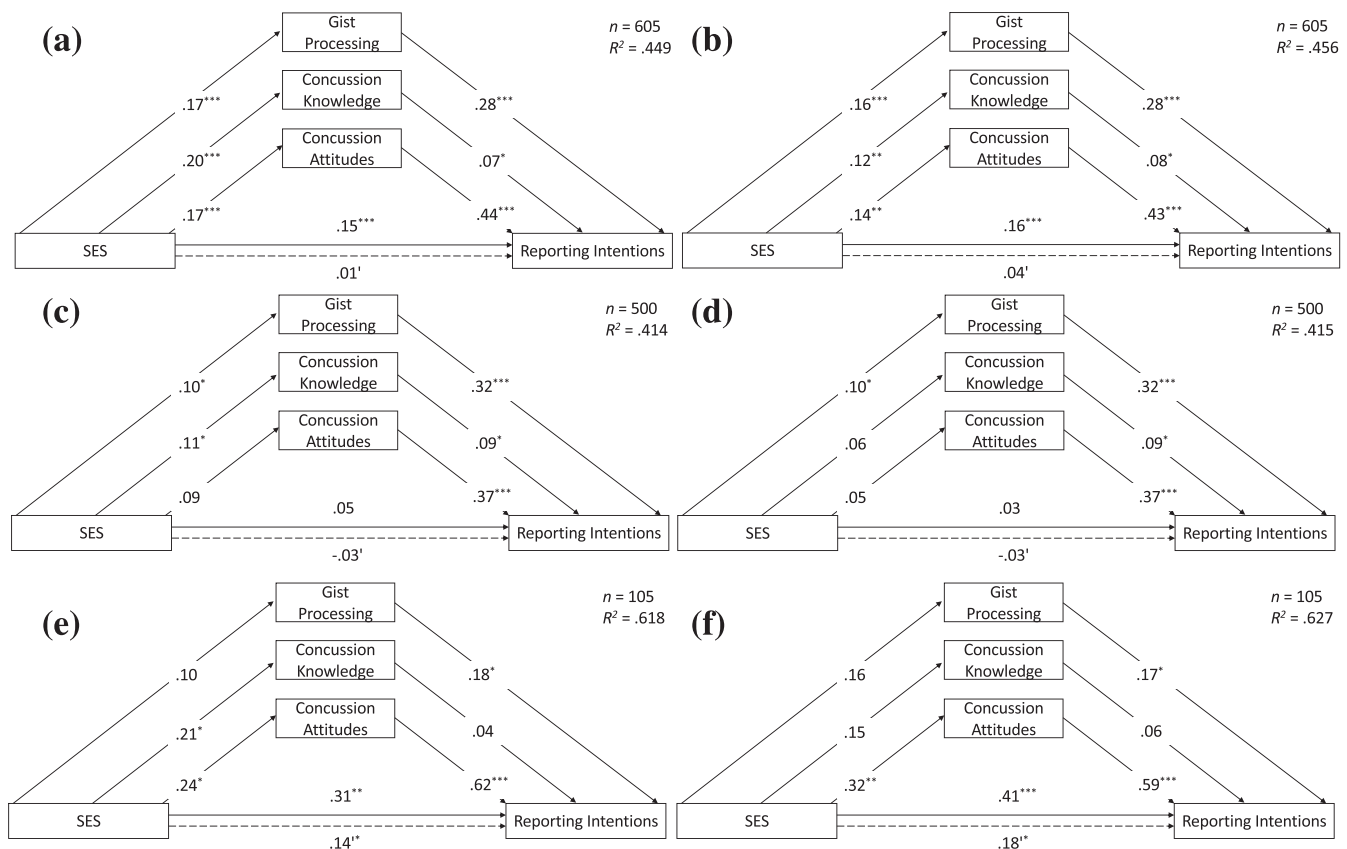 (a)
Gist
Processing
n = 605
R² = .449
Concussion
Knowledge
Concussion
Attitudes
.17***
.28***
.20***
.07*
.17***
.44***
.15***
SES
Reporting Intentions
.01'
(b)
Gist
Processing
n = 605
R² = .456
Concussion
Knowledge
Concussion
Attitudes
.16***
.28***
.12**
.08*
.14**
.43***
.16***
SES
Reporting Intentions
.04'
(c)
Gist
Processing
n = 500
R² = .414
Concussion
Knowledge
Concussion
Attitudes
.10*
.32***
.11*
.09*
.09
.37***
.05
SES
Reporting Intentions
-.03'
(d)
Gist
Processing
n = 500
R² = .415
Concussion
Knowledge
Concussion
Attitudes
.10*
.32***
.06
.09*
.05
.37***
.03
SES
Reporting Intentions
-.03'
(e)
Gist
Processing
n = 105
R² = .618
Concussion
Knowledge
Concussion
Attitudes
.10
.18*
.21*
.04
.24*
.62***
.31**
SES
Reporting Intentions
.14'*
(f)
Gist
Processing
n = 105
R² = .627
Concussion
Knowledge
Concussion
Attitudes
.16
.17*
.15
.06
.32**
.59***
.41***
SES
Reporting Intentions
.18'*